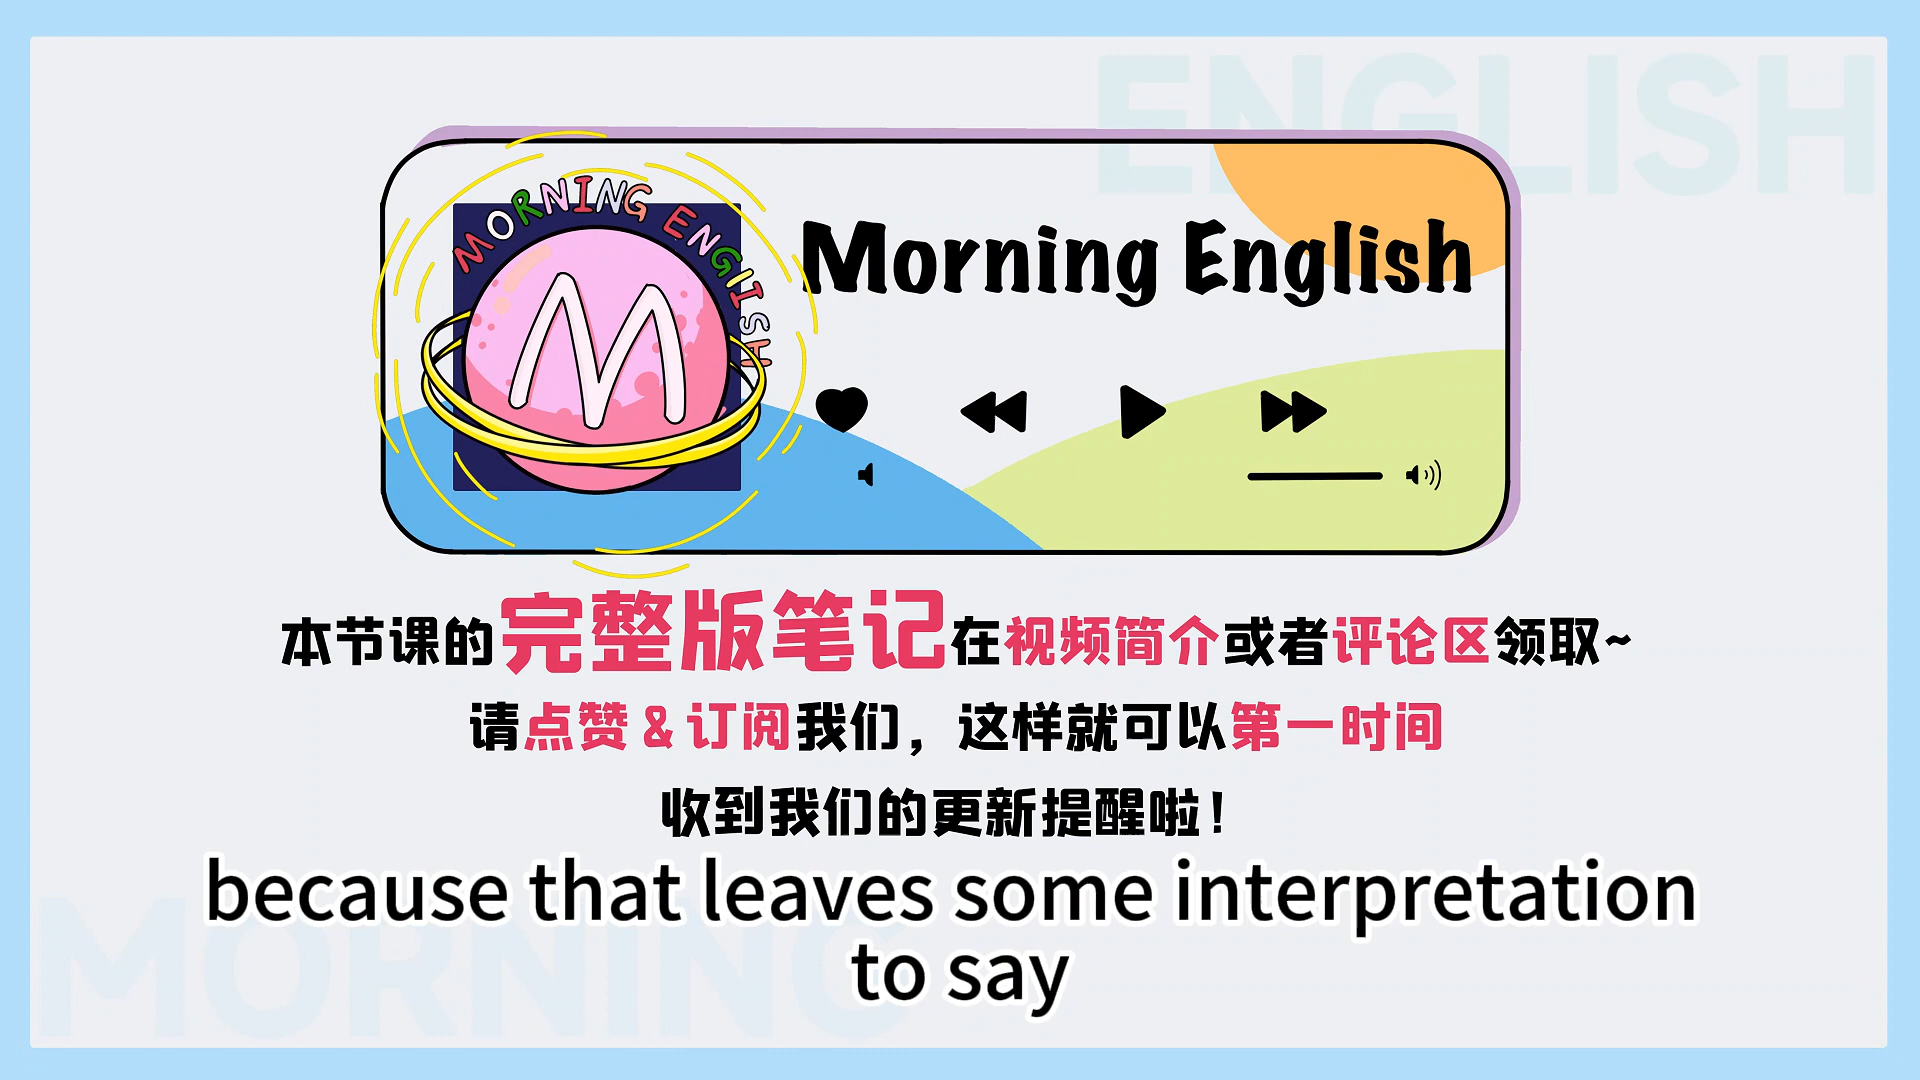 ENGLISH
MORNING ENGLISH
M
Morning English
本节课的完整版笔记在视频简介或者评论区领取~
请点赞&订阅我们，这样就可以第一时间
收到我们的更新提醒啦！
because that leaves some interpretation
to say
MORNING